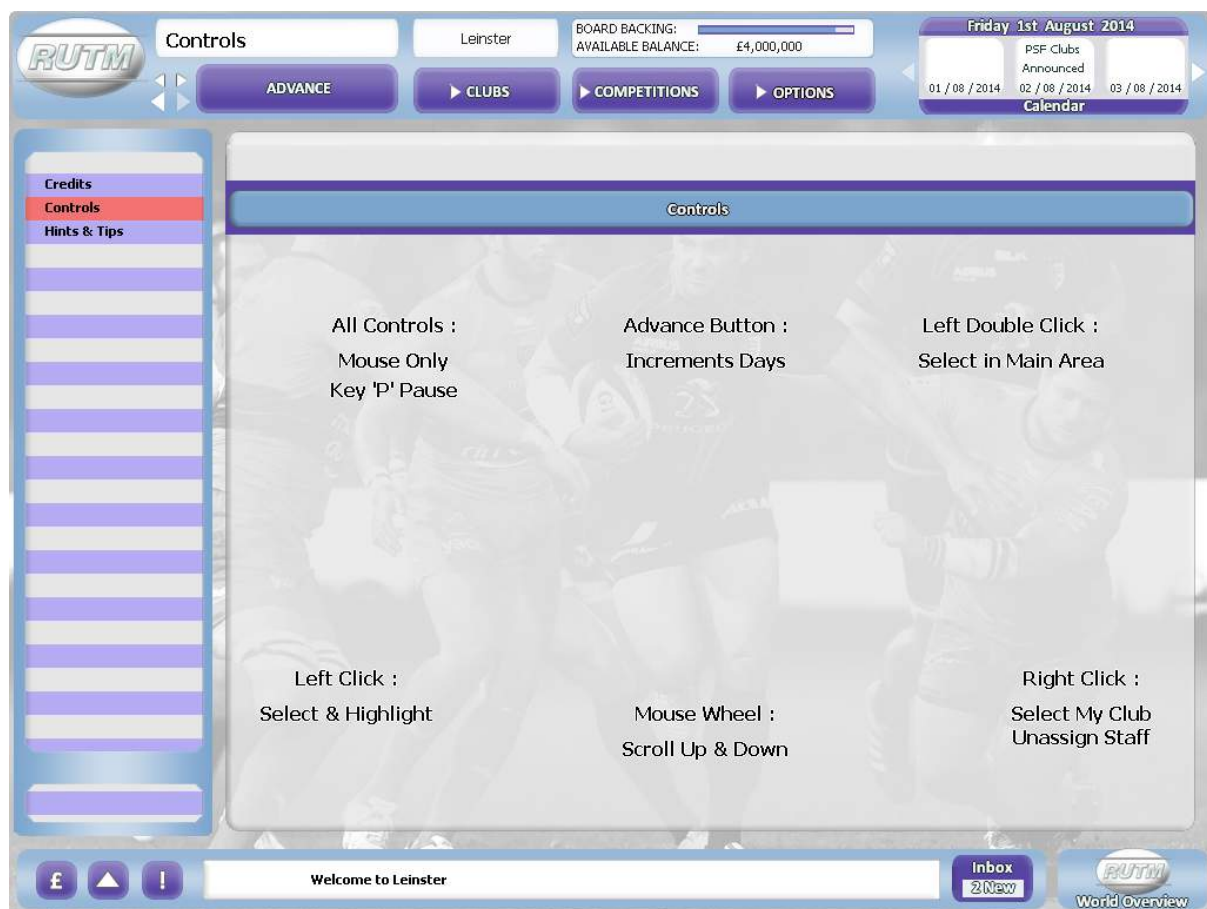 RUTM
Controls
Leinster
BOARD BACKING:
AVAILABLE BALANCE: £4,000,000
Friday 1st August 2014
PSF Clubs
Announced
01 / 08 / 2014 02 / 08 / 2014 03 / 08 / 2014
Calendar
ADVANCE
CLUBS
COMPETITIONS
OPTIONS
Credits
Controls
Hints & Tips
Controls
All Controls :
Mouse Only
Key 'P' Pause
Advance Button :
Increments Days
Left Double Click :
Select in Main Area
Left Click :
Select & Highlight
Mouse Wheel :
Scroll Up & Down
Right Click :
Select My Club
Unassign Staff
£
!
Welcome to Leinster
Inbox
2 New
RUTM
World Overview